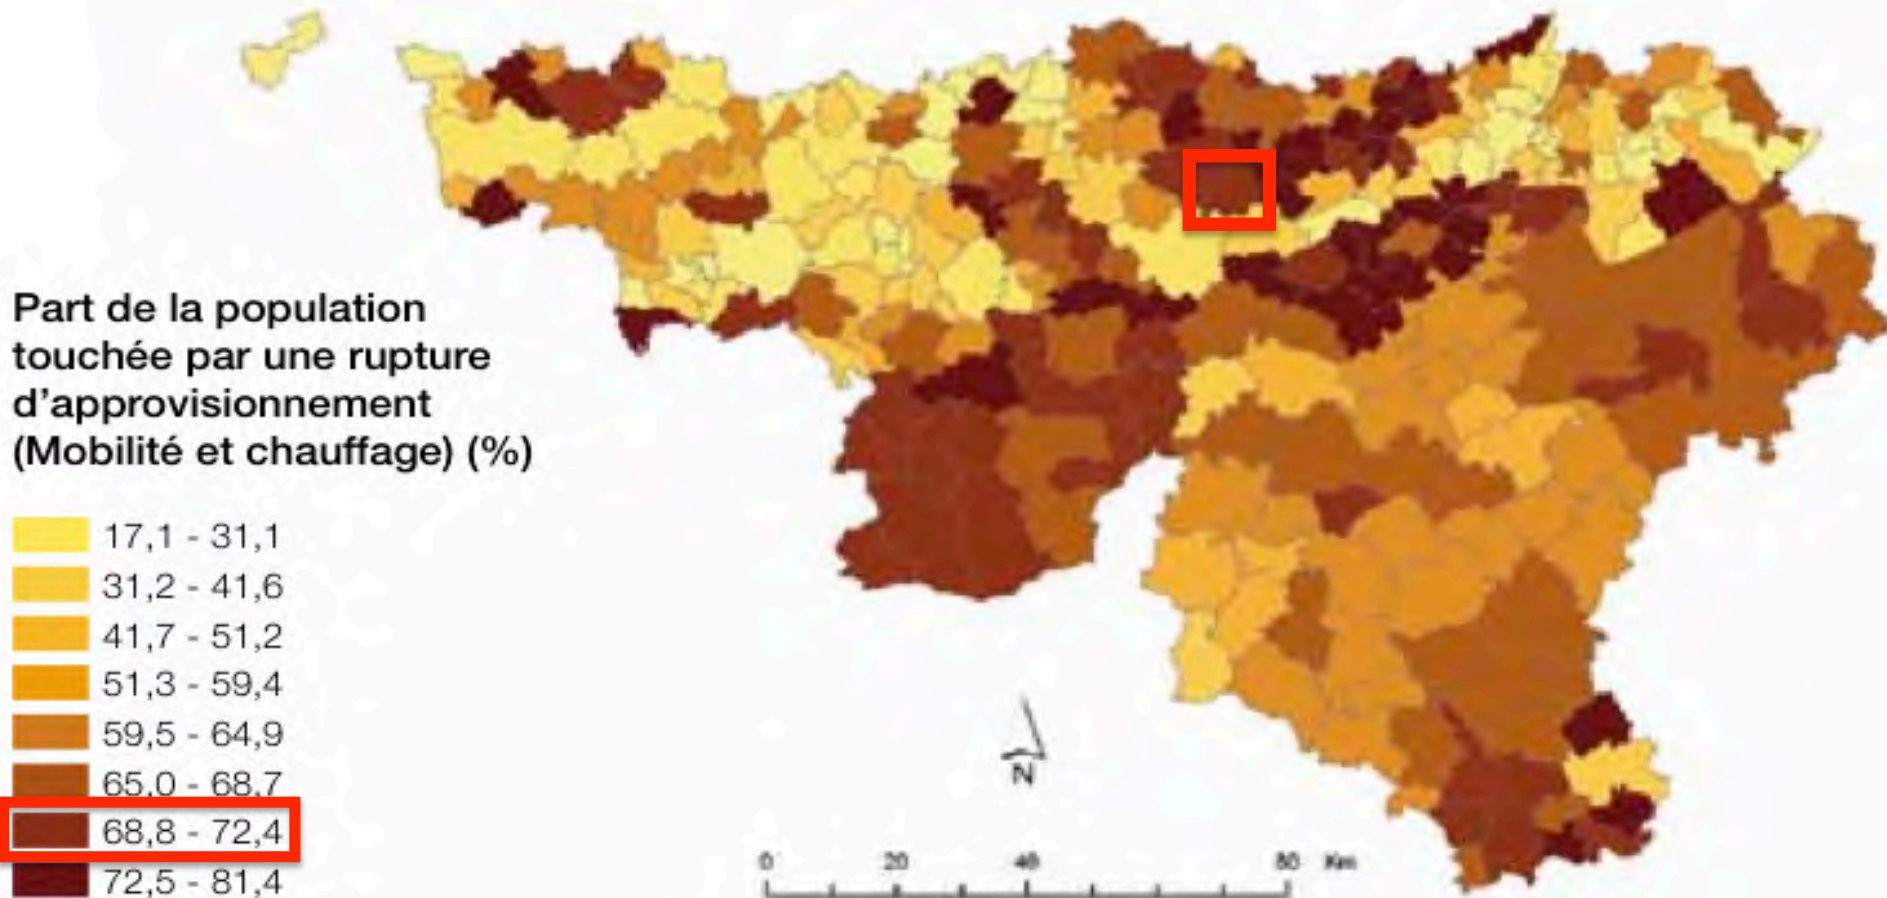 Part de la population
touchée par une rupture
d’approvisionnement
(Mobilité et chauffage) (%)
17,1 - 31,1
31,2 - 41,6
41,7 - 51,2
51,3 - 59,4
59,5 - 64,9
65,0 - 68,7
68,8 - 72,4
72,5 - 81,4
N
0 20 40 80 Km